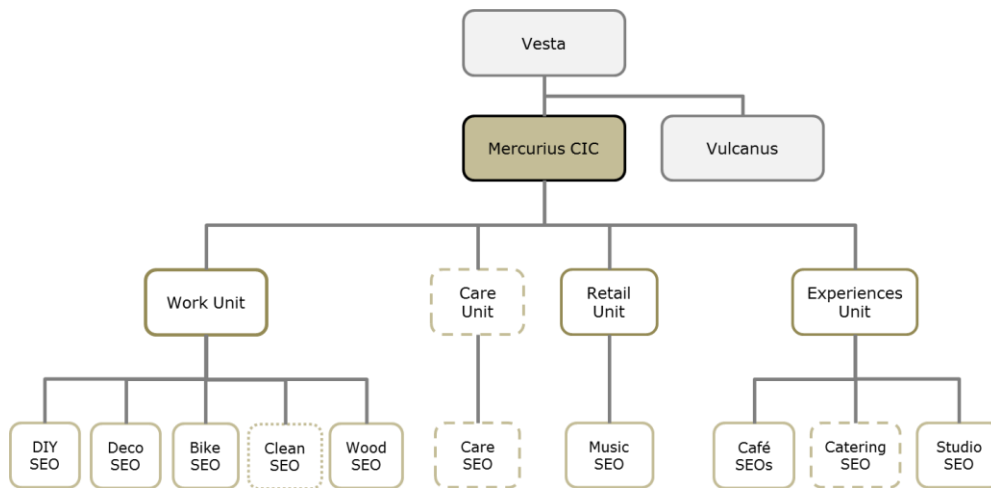 Vesta
Mercurius CIC
Vulcanus
Work Unit
Care
Unit
Retail
Unit
Experiences
Unit
DIY
SEO
Deco
SEO
Bike
SEO
Clean
SEO
Wood
SEO
Care
SEO
Music
SEO
Café
SEOs
Catering
SEO
Studio
SEO